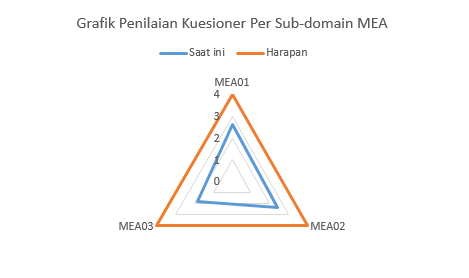 Grafik Penilaian Kuesioner Per Sub-domain MEA
Saat ini Harapan
MEA01
4
3
2
1
0
MEA03 MEA02